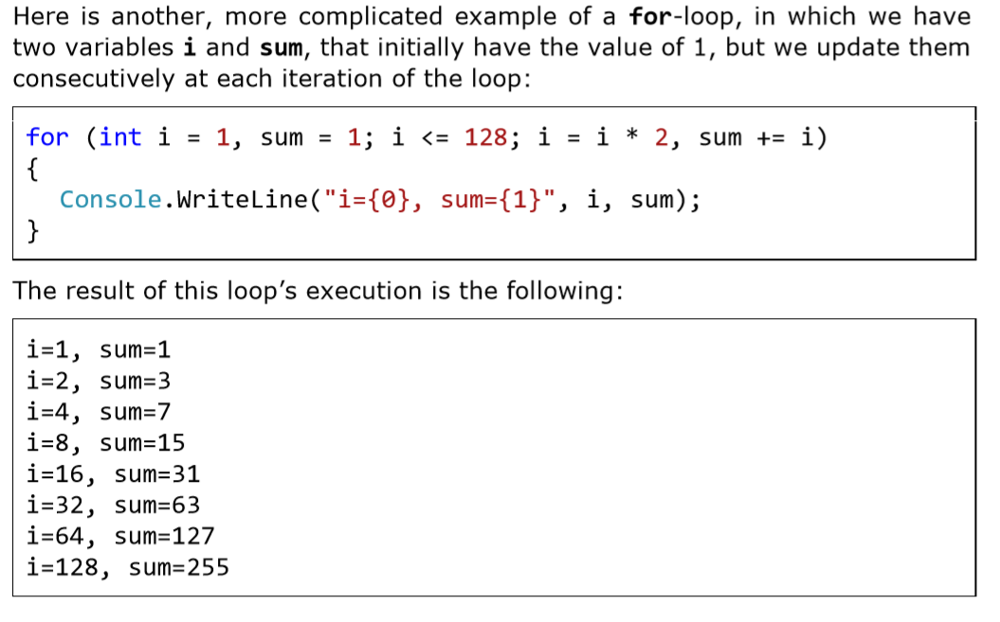 Here is another, more complicated example of a for-loop, in which we have
two variables i and sum, that initially have the value of 1, but we update them
consecutively at each iteration of the loop:
for (int i = 1, sum = 1; i <= 128; i = i * 2, sum += i)
{
  Console.WriteLine("i={0}, sum={1}", i, sum);
}
The result of this loop’s execution is the following:
i=1, sum=1
i=2, sum=3
i=4, sum=7
i=8, sum=15
i=16, sum=31
i=32, sum=63
i=64, sum=127
i=128, sum=255